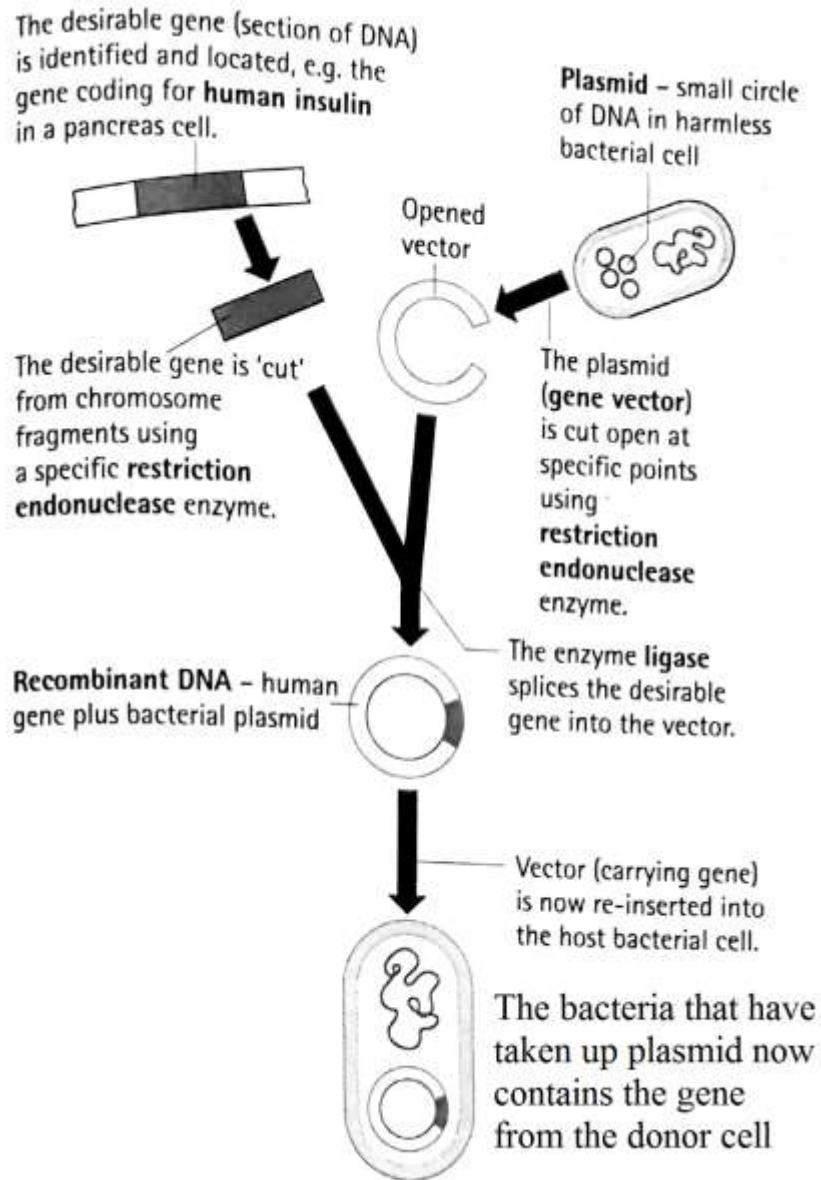 The desirable gene (section of DNA)
is identified and located, e.g. the
gene coding for human insulin
in a pancreas cell.
Plasmid – small circle
of DNA in harmless
bacterial cell
Opened
vector
The desirable gene is 'cut'
from chromosome
fragments using
a specific restriction
endonuclease enzyme.
The plasmid
(gene vector)
is cut open at
specific points
using
restriction
endonuclease
enzyme.
The enzyme ligase
splices the desirable
gene into the vector.
Recombinant DNA – human
gene plus bacterial plasmid
Vector (carrying gene)
is now re-inserted into
the host bacterial cell.
The bacteria that have
taken up plasmid now
contains the gene
from the donor cell